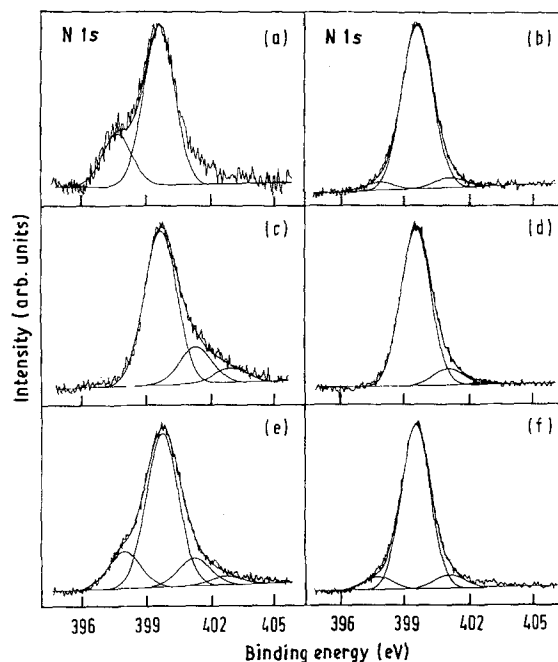 N 1s
(a)
N 1s
(b)
(c)
(d)
(e)
(f)
Intensity (arb. units)
396 399 402 405 396 399 402 405
Binding energy (eV)